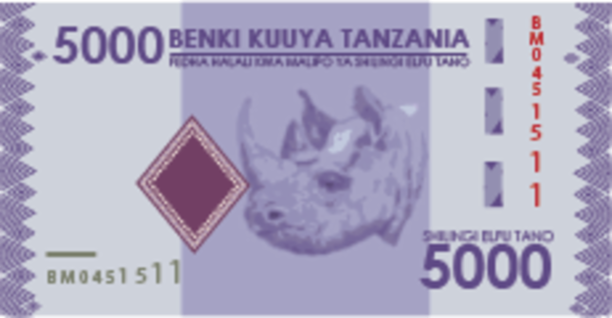 5000 BENKI KUUYA TANZANIA
FEDHA HALALI KWA MALIPO YA SHILINGI ELFU TANO
BM0451511
SHILINGI ELFU TANO
5000
BM0451511